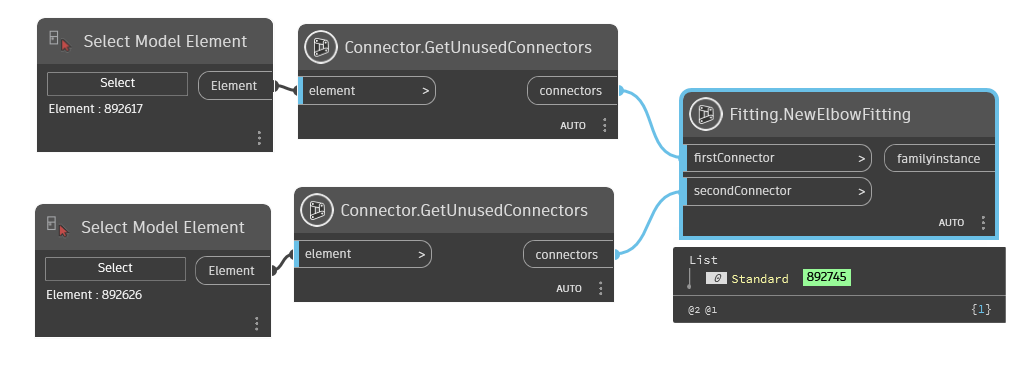 Select Model Element
Select
Element
Element : 892617
Connector.GetUnusedConnectors
element >
connectors
AUTO
Select Model Element
Select
Element
Element : 892626
Connector.GetUnusedConnectors
element >
connectors
AUTO
Fitting.NewElbowFitting
firstConnector >
familyinstance
secondConnector >
AUTO
List
0 Standard 892745
@2 @1
{1}